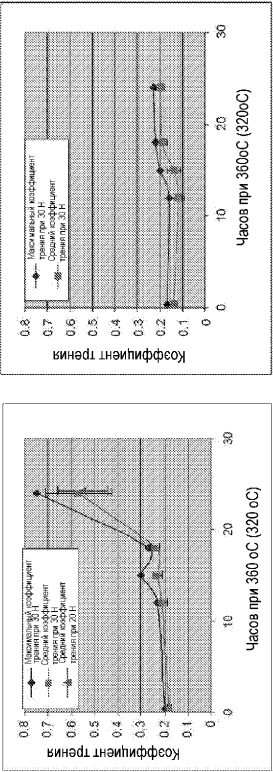 Коэффициент трения
0.8
0.7
0.6
0.5
0.4
0.3
0.2
0.1
0
Максимальный коэффициент
трения при 30 Н
Средний коэффициент
трения при 30 Н
Средний коэффициент
трения при 20 Н
0 10 20 30
Часов при 360 оС (320 оС)
Коэффициент трения
0.8
0.7
0.6
0.5
0.4
0.3
0.2
0.1
0
Максимальный коэффициент
трения при 30 Н
Средний коэффициент
трения при 30 Н
0 10 20 30
Часов при 360оС (320оС)